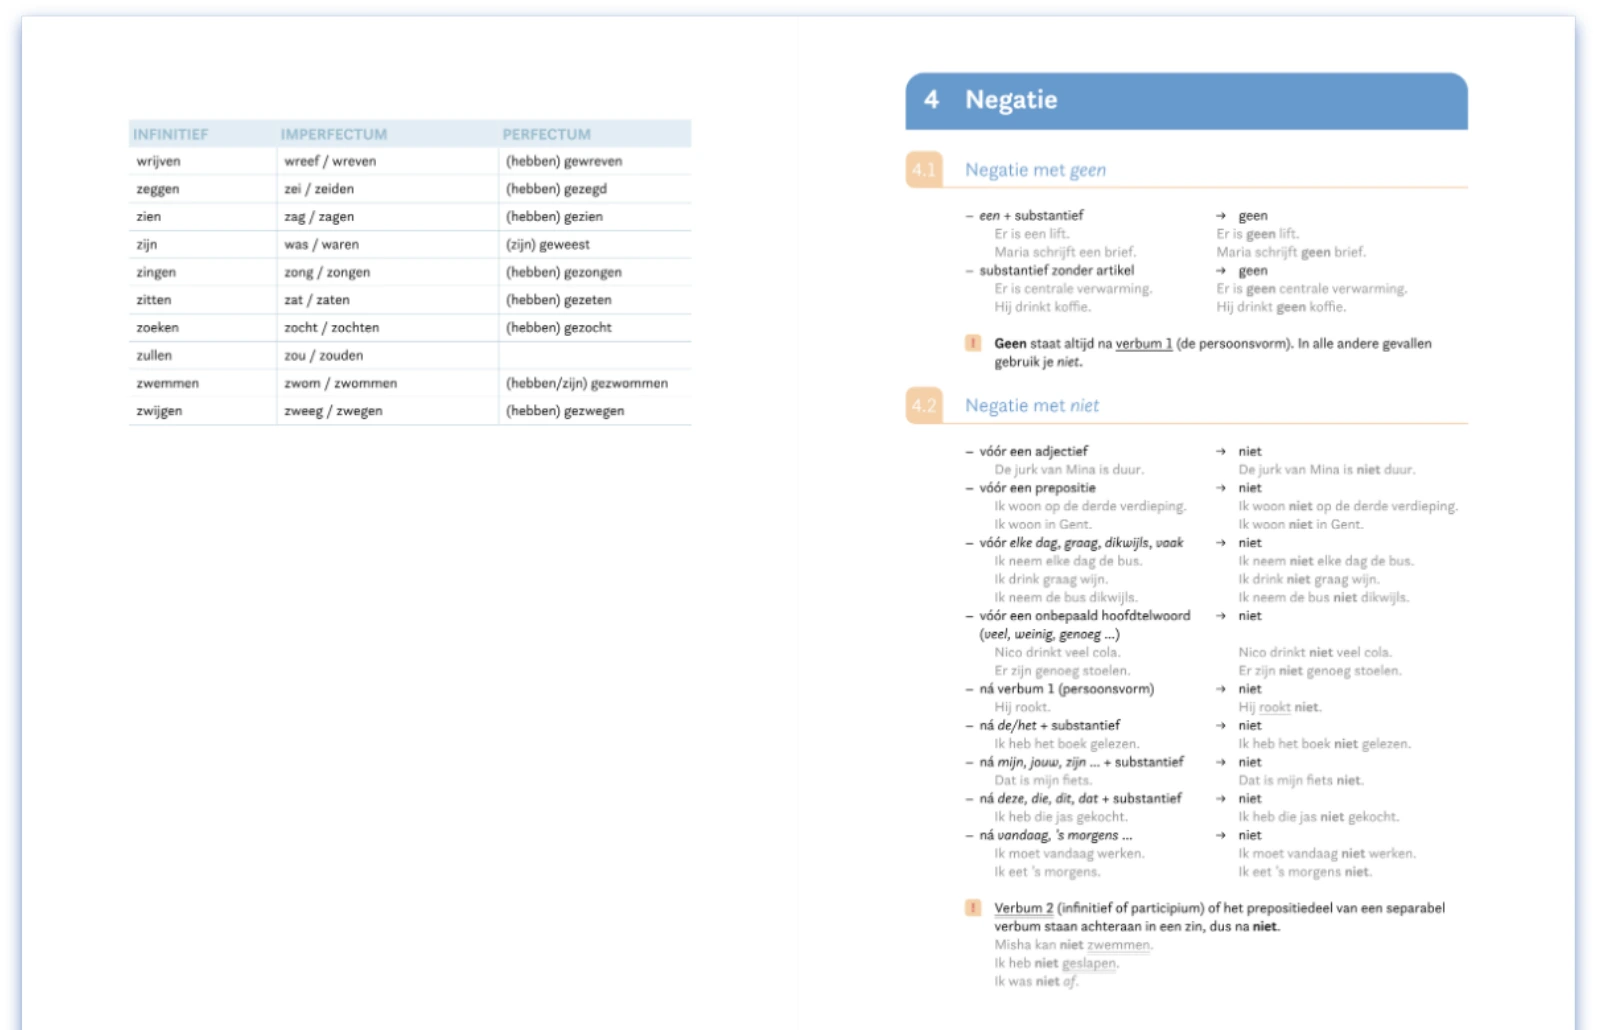 INFINITIEF IMPERFECTUM PERFECTUM
wrijven wreef / wreven (hebben) gewreven
zeggen zei / zeiden (hebben) gezegd
zien zag / zagen (hebben) gezien
zijn was / waren (zijn) geweest
zingen zong / zongen (hebben) gezongen
zitten zat / zaten (hebben) gezeten
zoeken zocht / zochten (hebben) gezocht
zullen zou / zouden
zwemmen zwom / zwommen (hebben/zijn) gezwommen
zwijgen zweeg / zwegen (hebben) gezwegen
4 Negatie
4.1 Negatie met geen
– een + substantief → geen
Er is een lift. Er is geen lift.
Maria schrijft een brief. Maria schrijft geen brief.
– substantief zonder artikel → geen
Er is centrale verwarming. Er is geen centrale verwarming.
Hij drinkt koffie. Hij drinkt geen koffie.
! Geen staat altijd na verbum 1 (de persoonsvorm). In alle andere gevallen
gebruik je niet.
4.2 Negatie met niet
– vóór een adjectief → niet
De jurk van Mina is duur. De jurk van Mina is niet duur.
– vóór een prepositie → niet
Ik woon op de derde verdieping. Ik woon niet op de derde verdieping.
Ik woon in Gent. Ik woon niet in Gent.
– vóór elke dag, graag, dikwijls, vaak → niet
Ik neem elke dag de bus. Ik neem niet elke dag de bus.
Ik drink graag wijn. Ik drink niet graag wijn.
Ik neem de bus dikwijls. Ik neem de bus niet dikwijls.
– vóór een onbepaald hoofdtelwoord → niet
(veel, weinig, genoeg ...)
Nico drinkt veel cola. Nico drinkt niet veel cola.
Er zijn genoeg stoelen. Er zijn niet genoeg stoelen.
– ná verbum 1 (persoonsvorm) → niet
Hij rookt. Hij rookt niet.
– ná de/het + substantief → niet
Ik heb het boek gelezen. Ik heb het boek niet gelezen.
– ná mijn, jouw, zijn ... + substantief → niet
Dat is mijn fiets. Dat is mijn fiets niet.
– ná deze, die, dit, dat + substantief → niet
Ik heb die jas gekocht. Ik heb die jas niet gekocht.
– ná vandaag, 's morgens ... → niet
Ik moet vandaag werken. Ik moet vandaag niet werken.
Ik eet 's morgens. Ik eet 's morgens niet.
! Verbum 2 (infinitief of participium) of het prepositiedeel van een separabel
verbum staan achteraan in een zin, dus na niet.
Misha kan niet zwemmen.
Ik heb niet geslapen.
Ik was niet af.